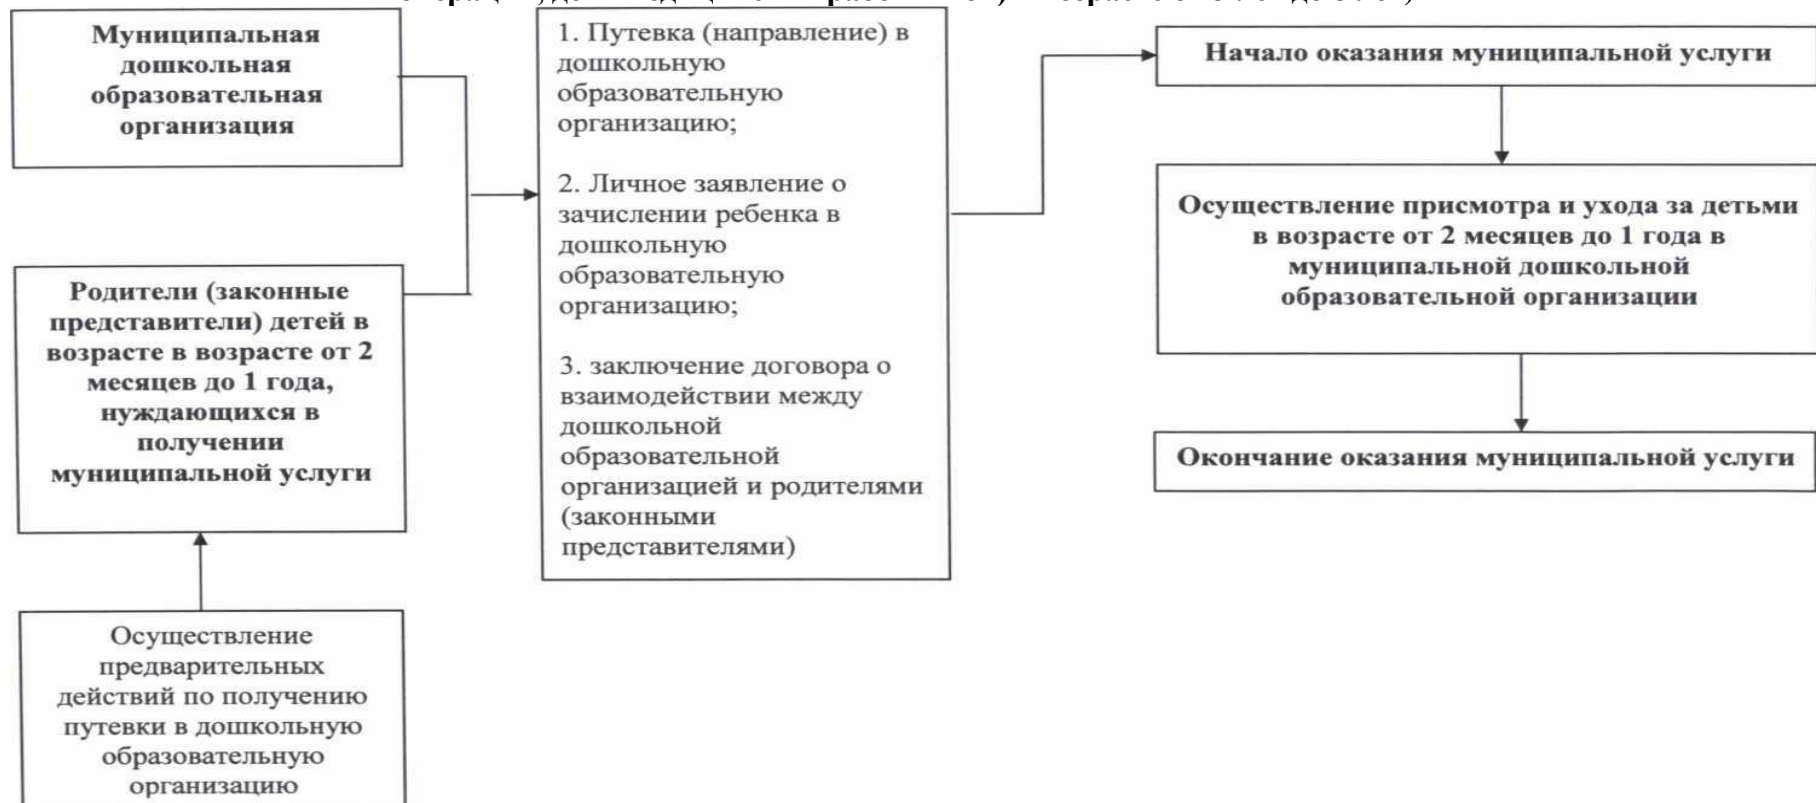 Муниципальная
дошкольная
образовательная
организация
Родители (законные
представители) детей в
возрасте в возрасте от 2
месяцев до 1 года,
нуждающихся в
получении
муниципальной услуги
Осуществление
предварительных
действий по получению
путевки в дошкольную
образовательную
организацию
1. Путевка (направление) в
дошкольную
образовательную
организацию;
2. Личное заявление о
зачислении ребенка в
дошкольную
образовательную
организацию;
3. заключение договора о
взаимодействии между
дошкольной
образовательной
организацией и родителями
(законными
представителями)
Начало оказания муниципальной услуги
Осуществление присмотра и ухода за детьми
в возрасте от 2 месяцев до 1 года в
муниципальной дошкольной
образовательной организации
Окончание оказания муниципальной услуги